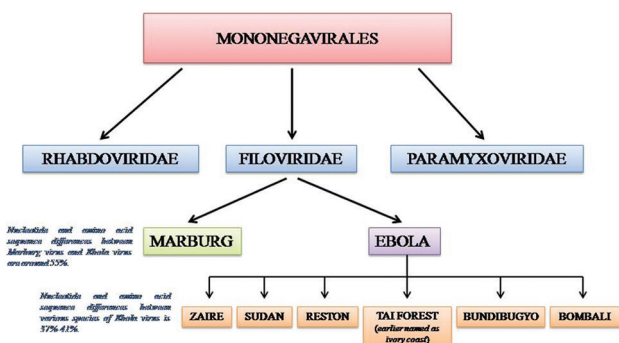 MONONEGAVIRALES
RHABDOVIRIDAE
FILOVIRIDAE
PARAMYXOVIRIDAE
Nucleotide and amino acid
sequence differences between
Marburg virus and Ebola virus
are around 55%.
MARBURG
EBOLA
Nucleotide and amino acid
sequence differences between
various species of Ebola virus is
37%-41%.
ZAIRE
SUDAN
RESTON
TAI FOREST
(earlier named as
ivory coast)
BUNDIBUGYO
BOMBALI